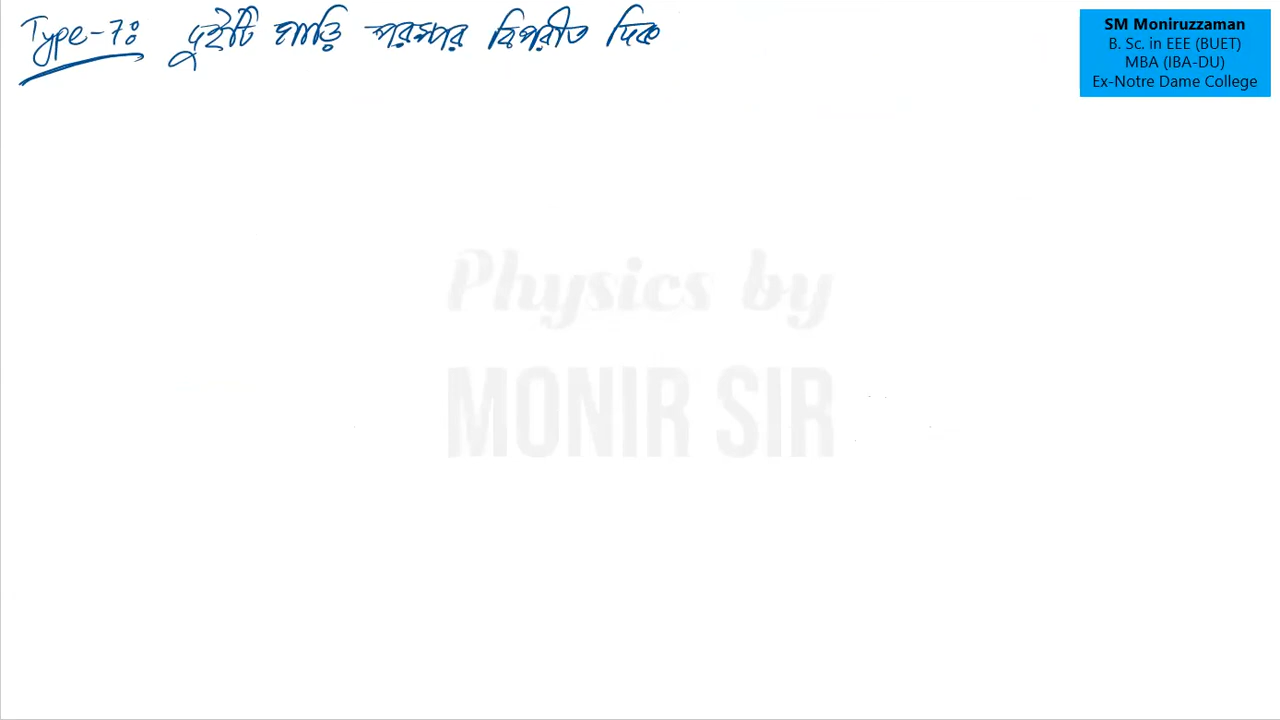 Type-7ঃ দুইটি গাড়ি পরস্পর বিপরীত দিক
SM Moniruzzaman
B. Sc. in EEE (BUET)
MBA (IBA-DU)
Ex-Notre Dame College
Physics by
MONIR SIR